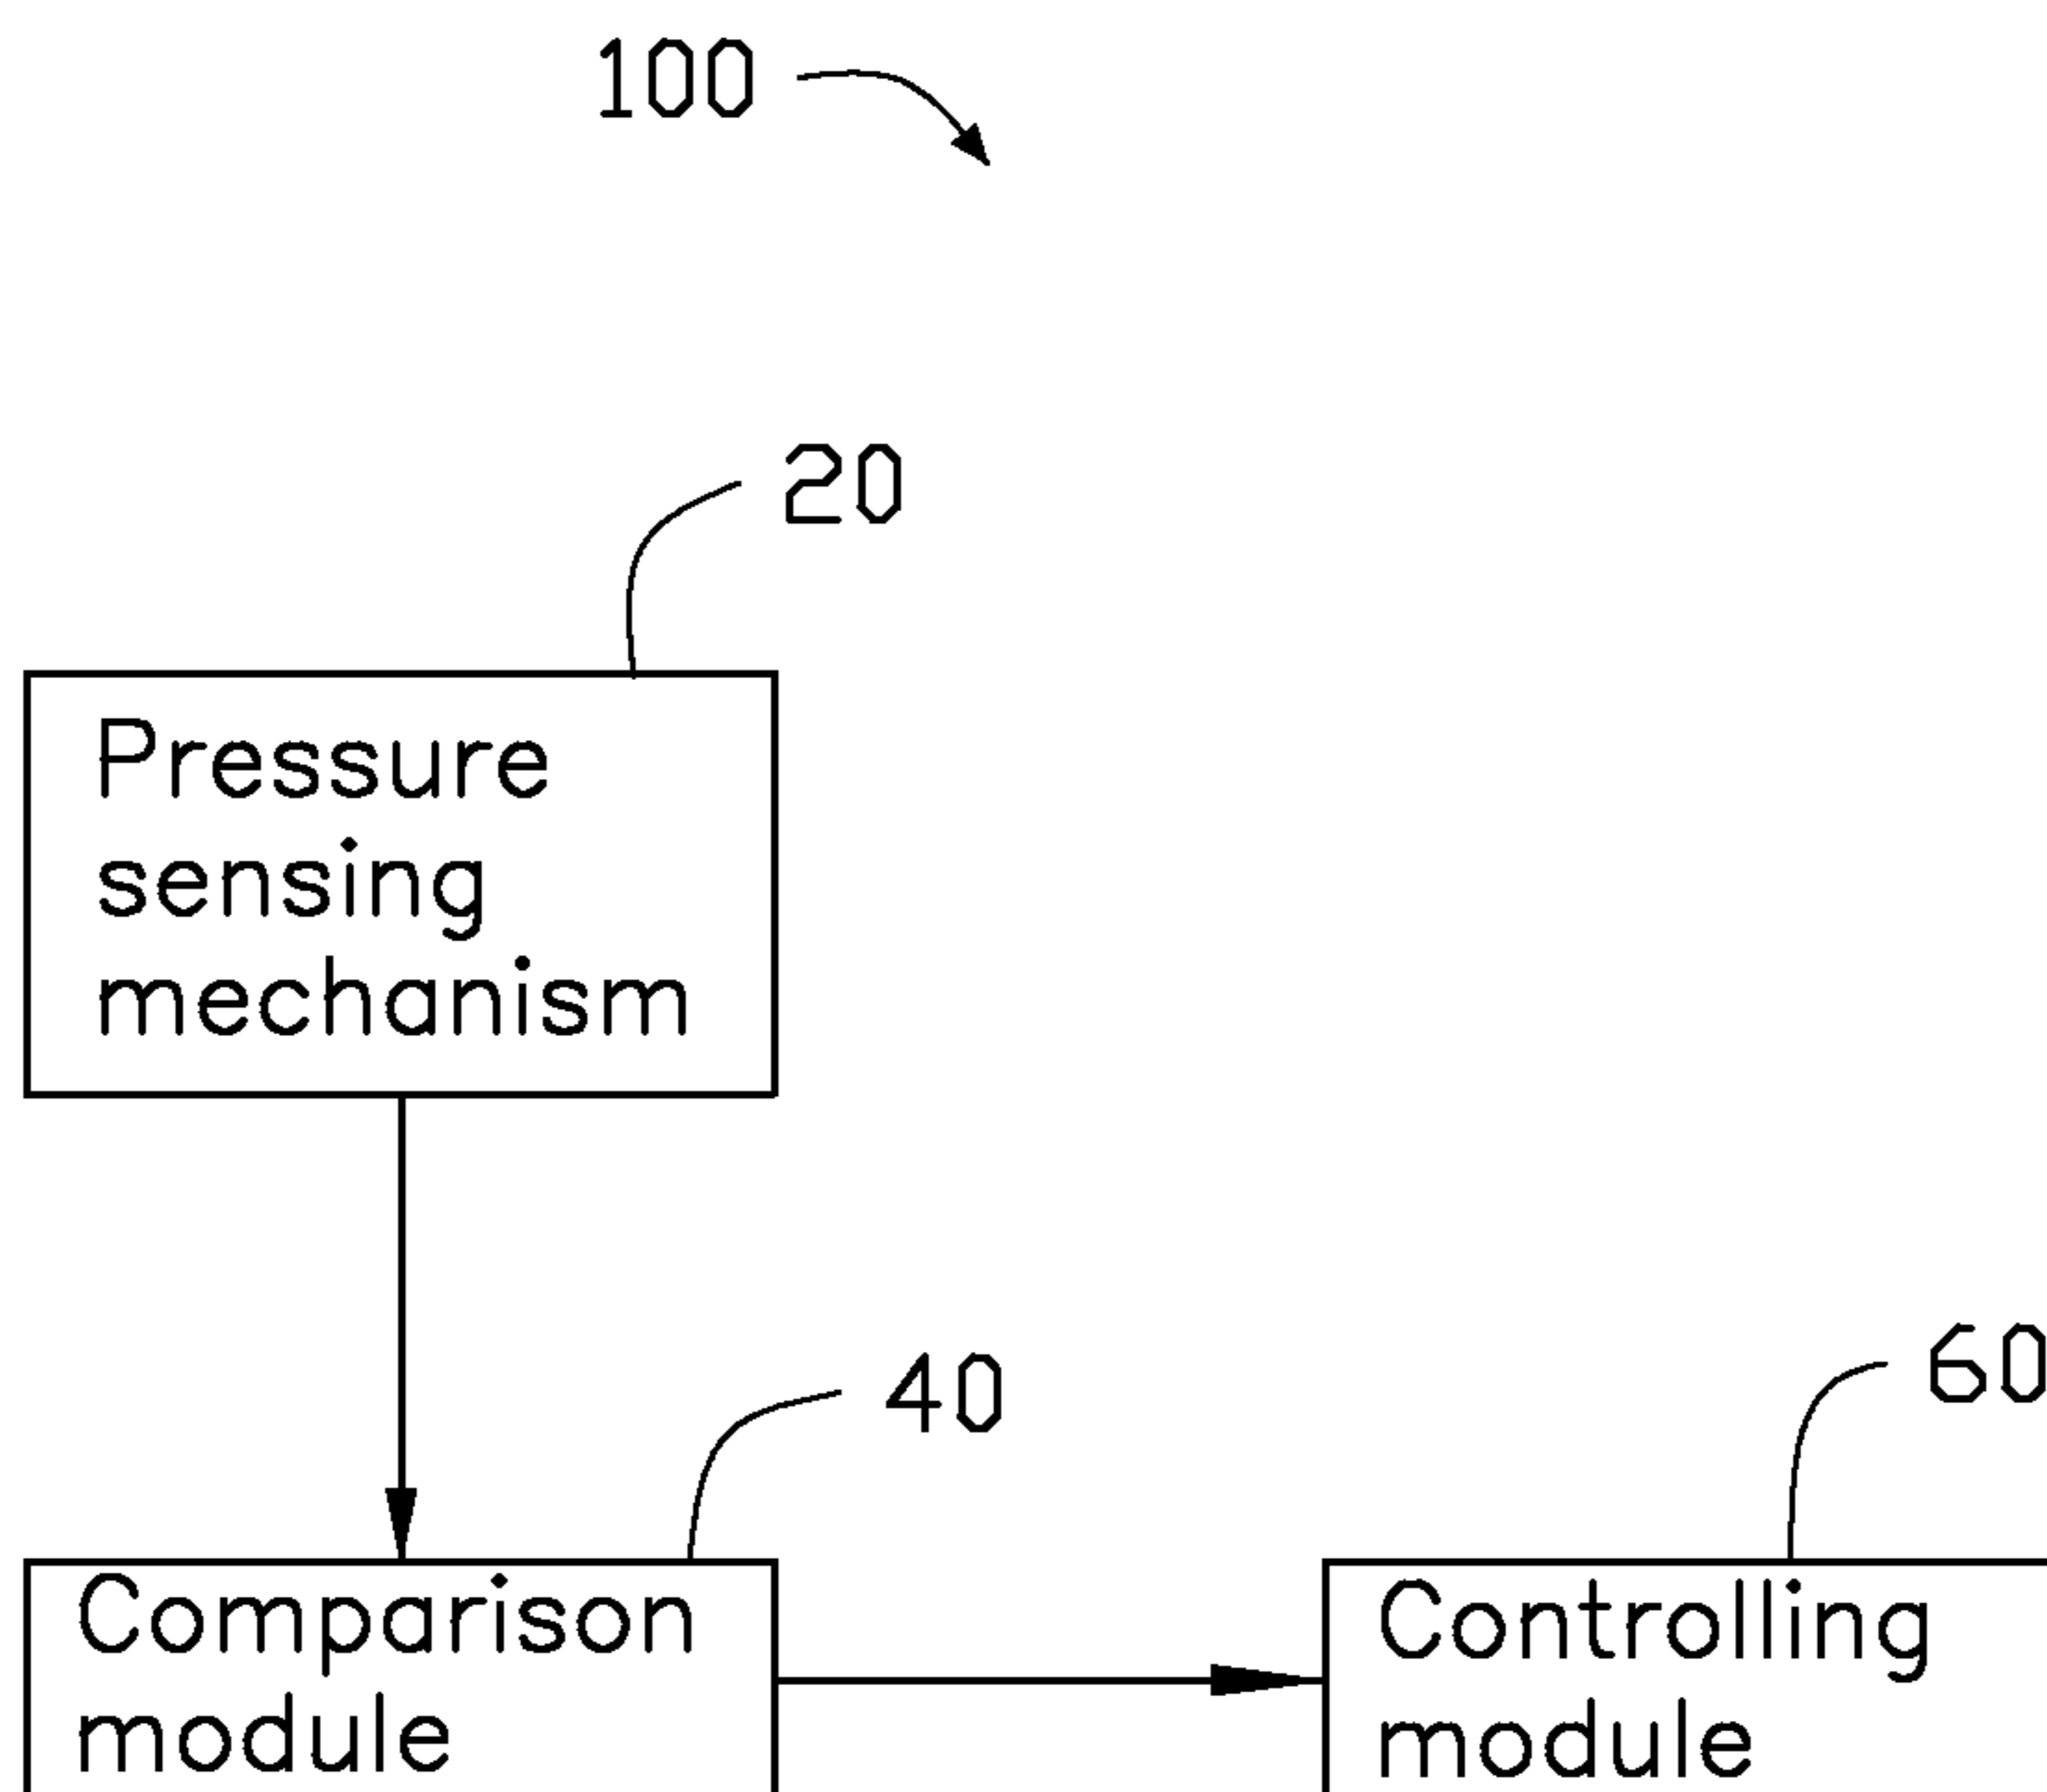 100
20
Pressure
sensing
mechanism
40
60
Comparison
module
Controlling
module